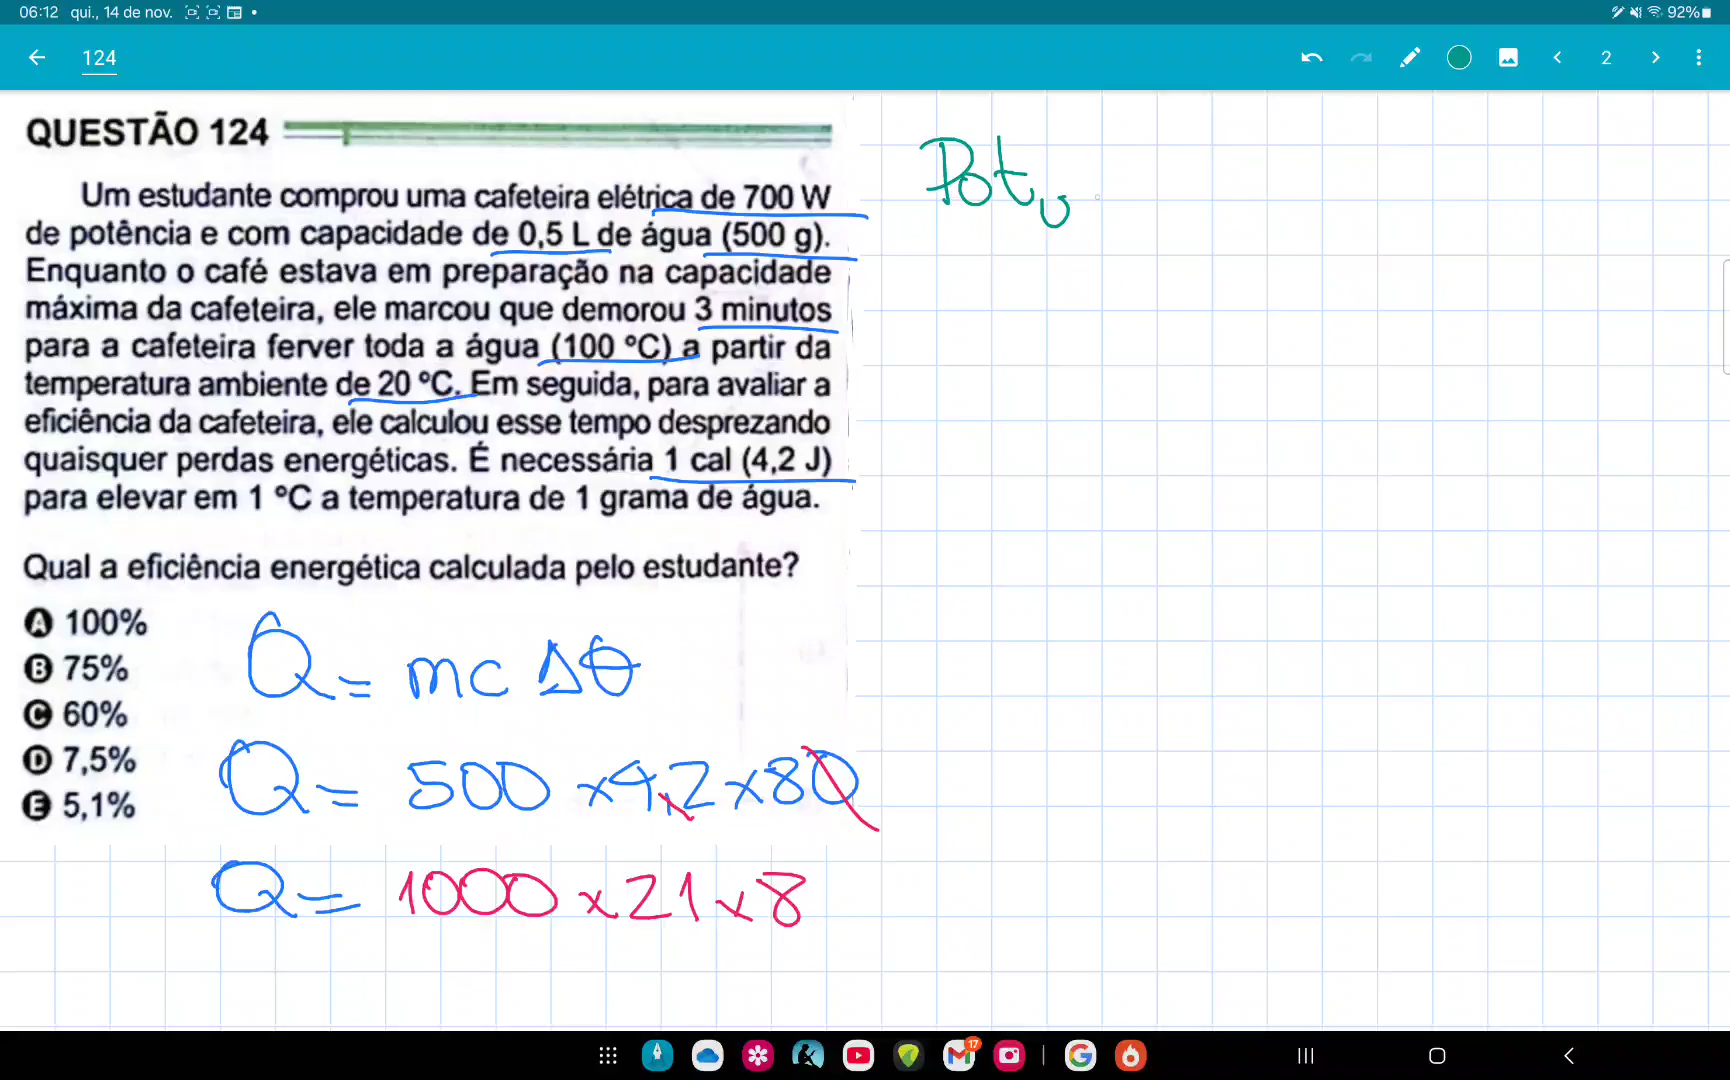 06:12 qui., 14 de nov.
92%
124
2
QUESTÃO 124
Um estudante comprou uma cafeteira elétrica de 700 W
de potência e com capacidade de 0,5 L de água (500 g).
Enquanto o café estava em preparação na capacidade
máxima da cafeteira, ele marcou que demorou 3 minutos
para a cafeteira ferver toda a água (100 °C) a partir da
temperatura ambiente de 20 °C. Em seguida, para avaliar a
eficiência da cafeteira, ele calculou esse tempo desprezando
quaisquer perdas energéticas. É necessária 1 cal (4,2 J)
para elevar em 1 °C a temperatura de 1 grama de água.
Qual a eficiência energética calculada pelo estudante?
A 100%
B 75%
C 60%
D 7,5%
E 5,1%
Q = mc Δθ
Q = 500 x 4,2 x 80
Q = 1000 x 21 x 8
Pot u
17